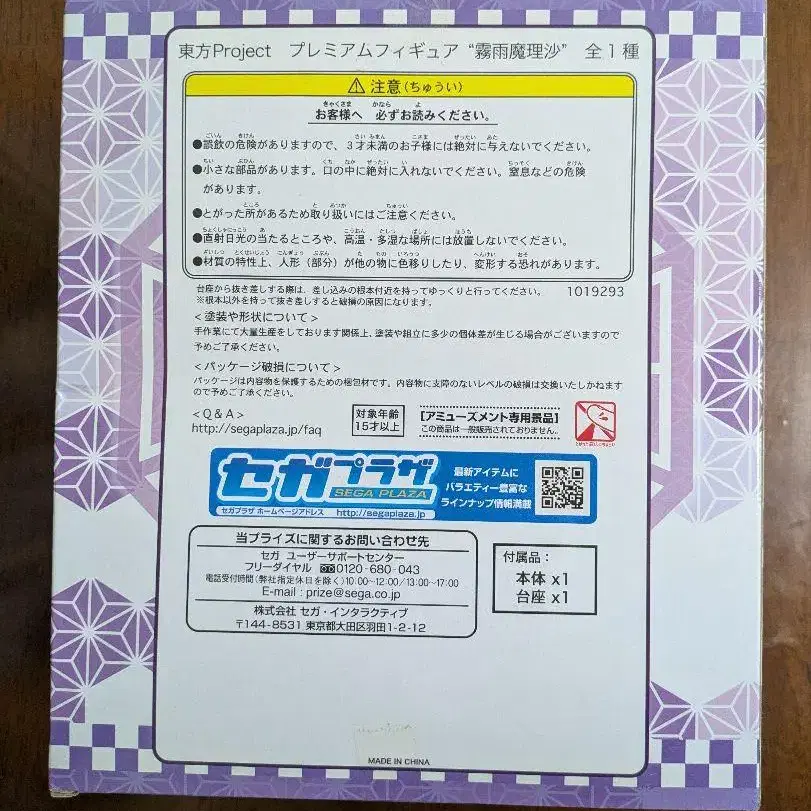 東方Project プレミアムフィギュア“霧雨魔理沙” 全1種
⚠注意(ちゅうい)
お客様へ 必ずお読みください。
●誤飲の危険がありますので、3才未満のお子様には絶対に与えないでください。
●小さな部品があります。口の中に絶対に入れないでください。窒息などの危険
があります。
●とがった所があるため取り扱いにはご注意ください。
●直射日光の当たるところや、高温・多湿な場所には放置しないでください。
●材質の特性上、人形(部分)が他の物に色移りしたり、変形する恐れがあります。
台座から抜き差しする際は、差し込みの根本付近を持ってゆっくりと行ってください。 1019293
※根本以外を持って抜き差しすると破損の原因になります。
<塗装や形状について>
手作業にて大量生産をしております関係上、塗装や組立に多少の個体差が生じる場合がございますので
予めご了承ください。
<パッケージ破損について>
パッケージは内容物を保護するための梱包材です。内容物に支障のないレベルの破損は交換いたしかねます
ので予めご了承ください。
<Q&A>
http://segaplaza.jp/faq
対象年齢
15才以上
[アミューズメント専用景品]
この商品は一般販売されておりません。
セガプラザ
SEGA PLAZA
セガプラザ ホームページアドレス http://segaplaza.jp
最新アイテムに
バラエティー豊富な
ラインナップ情報満載
当プライズに関するお問い合わせ先
セガ ユーザーサポートセンター
フリーダイヤル 0120-680-043
電話受付時間(弊社指定休日を除く)10:00~12:00/13:00~17:00
E-mail : prize@sega.co.jp
株式会社 セガ・インタラクティブ
〒144-8531 東京都大田区羽田1-2-12
付属品:
本体 x1
台座 x1
MADE IN CHINA